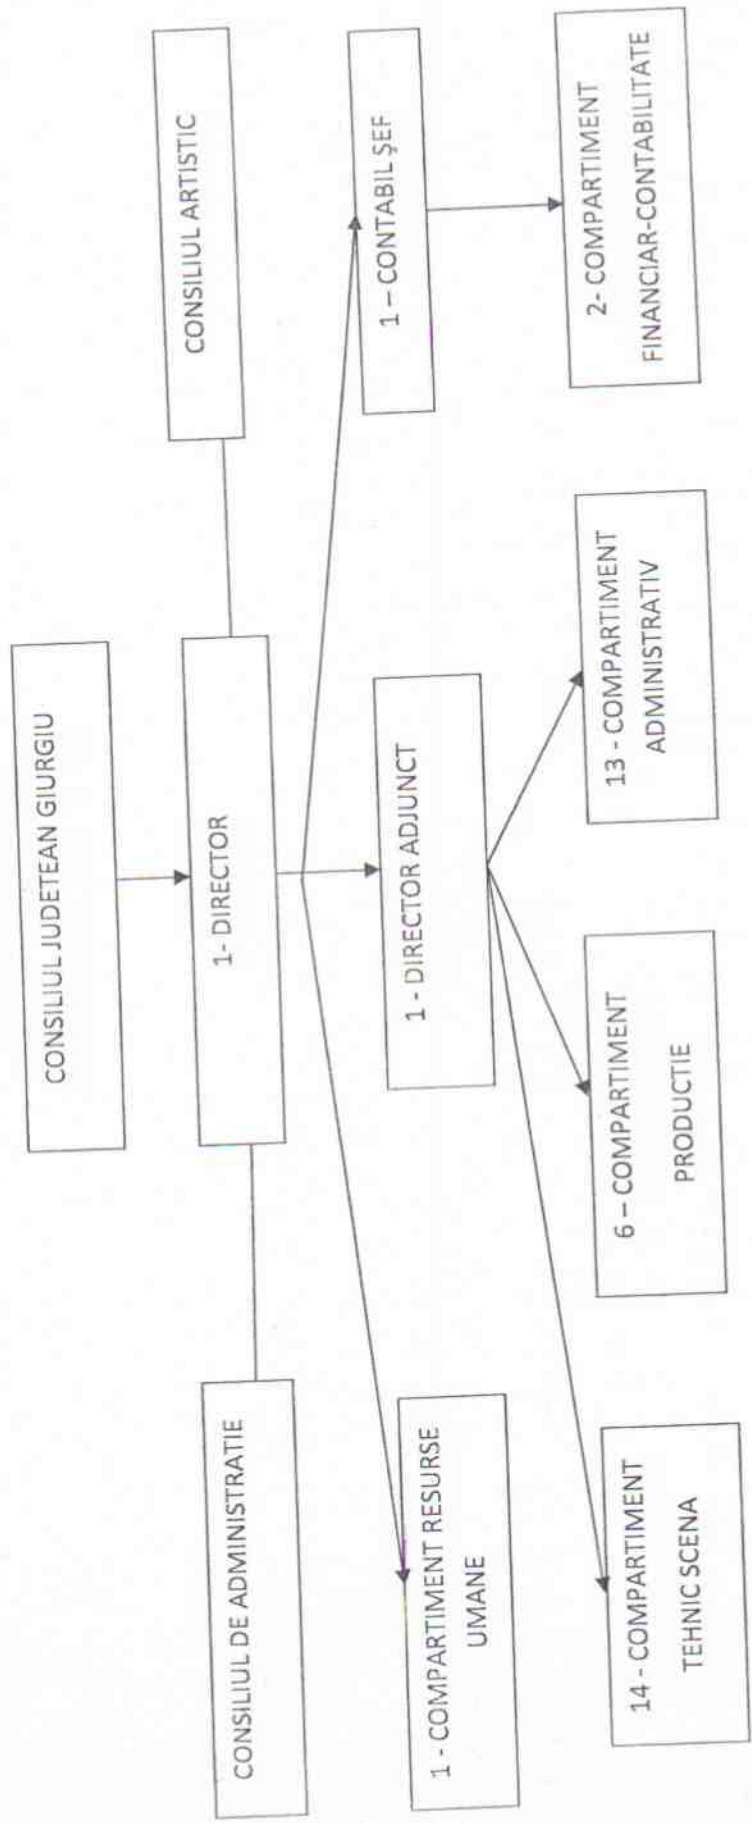 CONSILIUL JUDETEAN GIURGIU
CONSILIUL DE ADMINISTRATIE
1- DIRECTOR
CONSILIUL ARTISTIC
1 - COMPARTIMENT RESURSE
UMANE
1 - DIRECTOR ADJUNCT
1 – CONTABIL ŞEF
14 - COMPARTIMENT
TEHNIC SCENA
6 – COMPARTIMENT
PRODUCTIE
13 - COMPARTIMENT
ADMINISTRATIV
2- COMPARTIMENT
FINANCIAR-CONTABILITATE